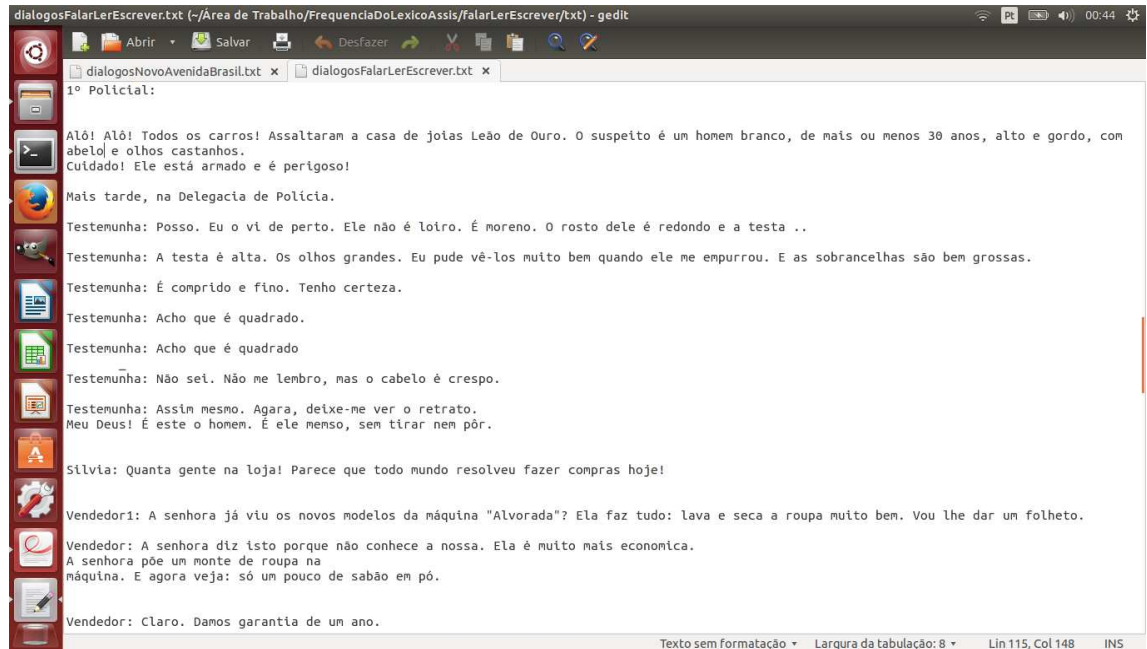 dialogosFalarLerEscrever.txt (~/Área de Trabalho/FrequenciaDoLexicoAssis/falarLerEscrever/txt) - gedit
Pt
00:44
Abrir
Salvar
Desfazer
dialogosNovoAvenidaBrasil.txt ×
dialogosFalarLerEscrever.txt ×
1º Policial:
Alô! Alô! Todos os carros! Assaltaram a casa de joias Leão de Ouro. O suspeito é um homem branco, de mais ou menos 30 anos, alto e gordo, com
abelo e olhos castanhos.
Cuidado! Ele está armado e é perigoso!
Mais tarde, na Delegacia de Polícia.
Testemunha: Posso. Eu o vi de perto. Ele não é loiro. É moreno. O rosto dele é redondo e a testa ..
Testemunha: A testa é alta. Os olhos grandes. Eu pude vê-los muito bem quando ele me empurrou. E as sobrancelhas são bem grossas.
Testemunha: É comprido e fino. Tenho certeza.
Testemunha: Acho que é quadrado.
Testemunha: Acho que é quadrado
Testemunha: Não sei. Não me lembro, mas o cabelo é crespo.
Testemunha: Assim mesmo. Agara, deixe-me ver o retrato.
Meu Deus! É este o homem. É ele memso, sem tirar nem pôr.
Silvia: Quanta gente na loja! Parece que todo mundo resolveu fazer compras hoje!
Vendedor1: A senhora já viu os novos modelos da máquina "Alvorada"? Ela faz tudo: lava e seca a roupa muito bem. Vou lhe dar um folheto.
Vendedor: A senhora diz isto porque não conhece a nossa. Ela é muito mais economica.
A senhora põe um monte de roupa na
máquina. E agora veja: só um pouco de sabão em pó.
Vendedor: Claro. Damos garantia de um ano.
Texto sem formatação
Largura da tabulação: 8
Lin 115, Col 148
INS